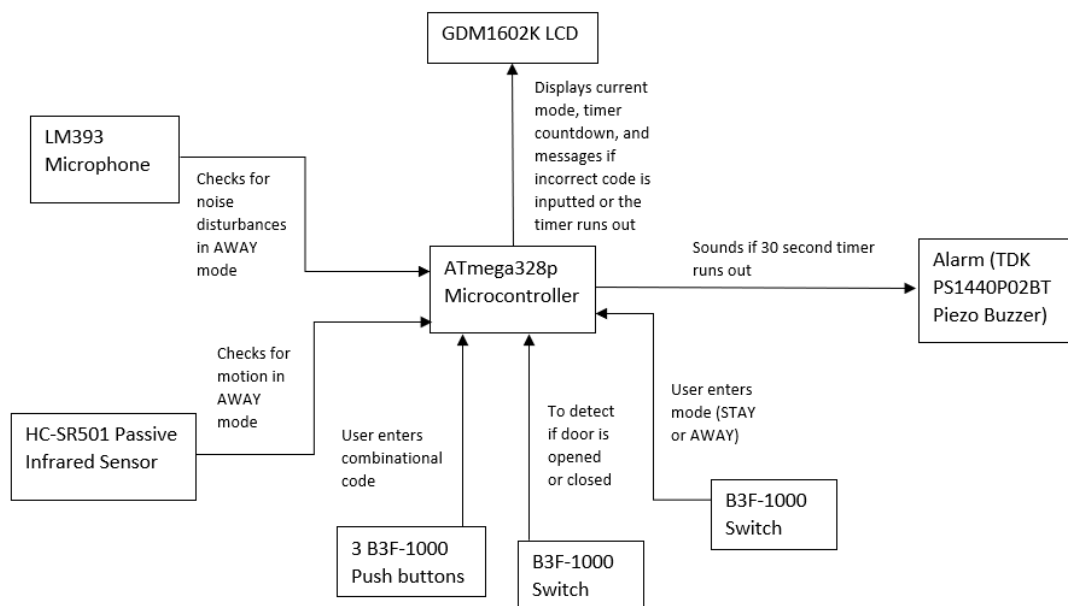 GDM1602K LCD
Displays current
mode, timer
countdown, and
messages if
incorrect code is
inputted or the
timer runs out
LM393
Microphone
Checks for
noise
disturbances
in AWAY
mode
ATmega328p
Microcontroller
Sounds if 30 second timer
runs out
Alarm (TDK
PS1440P02BT
Piezo Buzzer)
Checks for
motion in
AWAY
mode
HC-SR501 Passive
Infrared Sensor
User enters
combinational
code
To detect
if door is
opened
or closed
User enters
mode (STAY
or AWAY)
3 B3F-1000
Push buttons
B3F-1000
Switch
B3F-1000
Switch